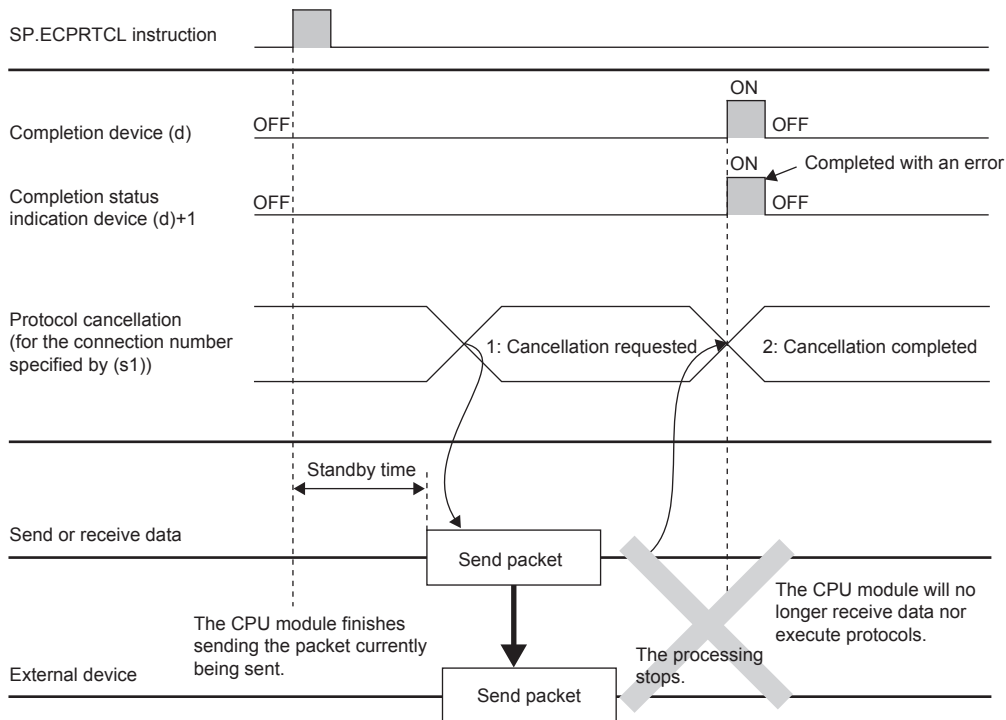 SP.ECPRTCL instruction
ON
Completion device (d)
OFF
OFF
ON
Completed with an error
Completion status
indication device (d)+1
OFF
OFF
Protocol cancellation
(for the connection number
specified by (s1))
1: Cancellation requested
2: Cancellation completed
Standby time
Send or receive data
Send packet
The CPU module finishes
sending the packet currently
being sent.
The CPU module will no
longer receive data nor
execute protocols.
The processing
stops.
External device
Send packet